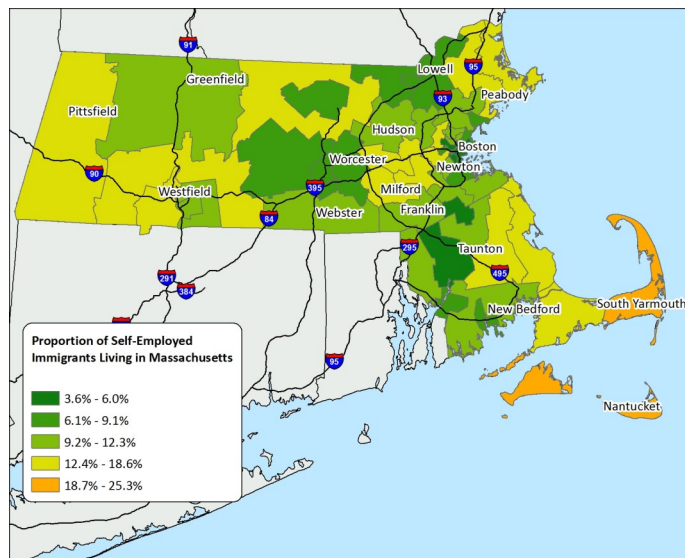 91
Greenfield
Lowell
95
Pittsfield
93
Peabody
Hudson
Boston
Worcester
Newton
90
Westfield
395
Milford
84
Webster
Franklin
295
Taunton
291
495
384
New Bedford
South Yarmouth
95
Nantucket
Proportion of Self-Employed
Immigrants Living in Massachusetts
3.6% - 6.0%
6.1% - 9.1%
9.2% - 12.3%
12.4% - 18.6%
18.7% - 25.3%